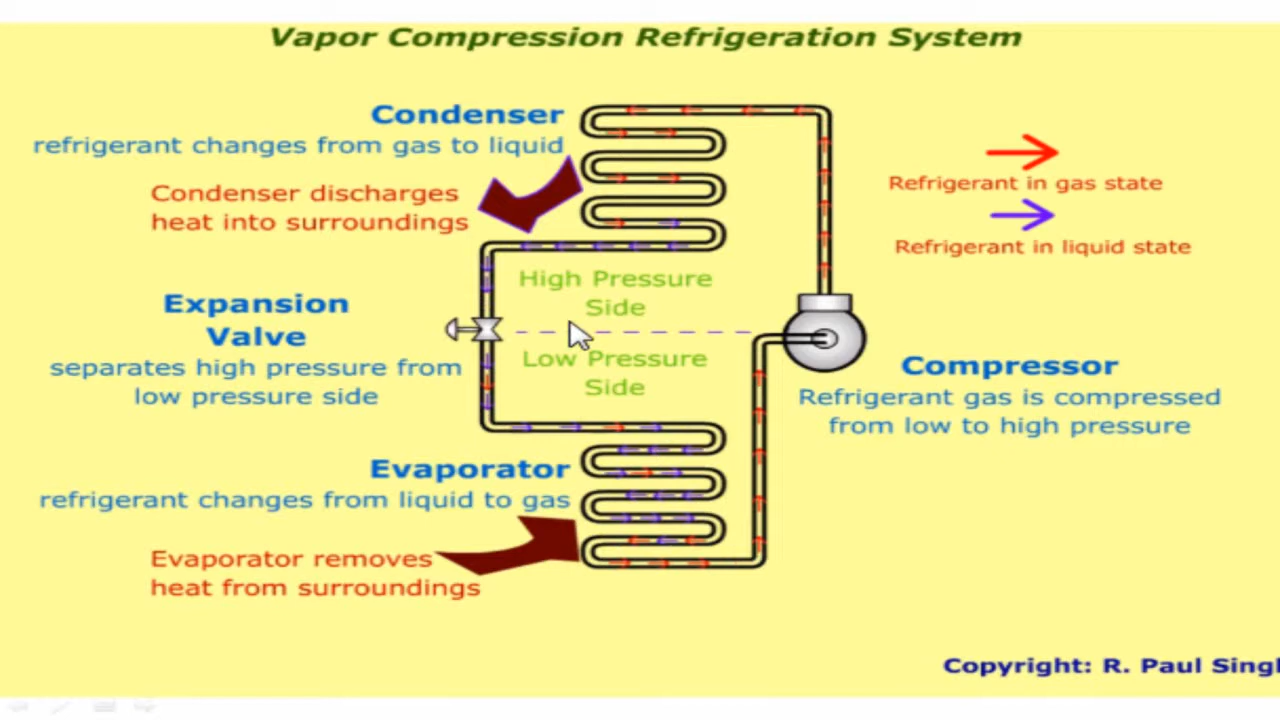 Vapor Compression Refrigeration System
Condenser
refrigerant changes from gas to liquid
Condenser discharges
heat into surroundings
Refrigerant in gas state
Refrigerant in liquid state
High Pressure
Side
Expansion
Valve
separates high pressure from
low pressure side
Low Pressure
Side
Compressor
Refrigerant gas is compressed
from low to high pressure
Evaporator
refrigerant changes from liquid to gas
Evaporator removes
heat from surroundings
Copyright: R. Paul Singh